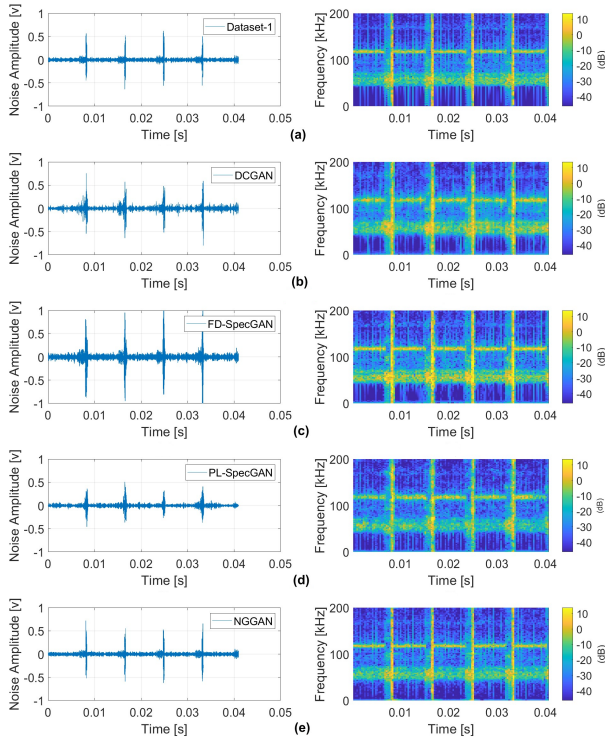 Noise Amplitude [v]
1
0.5
0
-0.5
-1
Dataset-1
0 0.01 0.02 0.03 0.04 0.05
Time [s]
Frequency [kHz]
200
100
0
0.01 0.02 0.03 0.04
Time [s]
10
0
-10
-20
-30
-40
(dB)
(a)
Noise Amplitude [v]
1
0.5
0
-0.5
-1
DCGAN
0 0.01 0.02 0.03 0.04 0.05
Time [s]
Frequency [kHz]
200
100
0
0.01 0.02 0.03 0.04
Time [s]
10
0
-10
-20
-30
-40
(dB)
(b)
Noise Amplitude [v]
1
0.5
0
-0.5
-1
FD-SpecGAN
0 0.01 0.02 0.03 0.04 0.05
Time [s]
Frequency [kHz]
200
100
0
0.01 0.02 0.03 0.04
Time [s]
10
0
-10
-20
-30
-40
(dB)
(c)
Noise Amplitude [v]
1
0.5
0
-0.5
-1
PL-SpecGAN
0 0.01 0.02 0.03 0.04 0.05
Time [s]
Frequency [kHz]
200
100
0
0.01 0.02 0.03 0.04
Time [s]
10
0
-10
-20
-30
-40
(dB)
(d)
Noise Amplitude [v]
1
0.5
0
-0.5
-1
NGGAN
0 0.01 0.02 0.03 0.04 0.05
Time [s]
Frequency [kHz]
200
100
0
0.01 0.02 0.03 0.04
Time [s]
10
0
-10
-20
-30
-40
(dB)
(e)